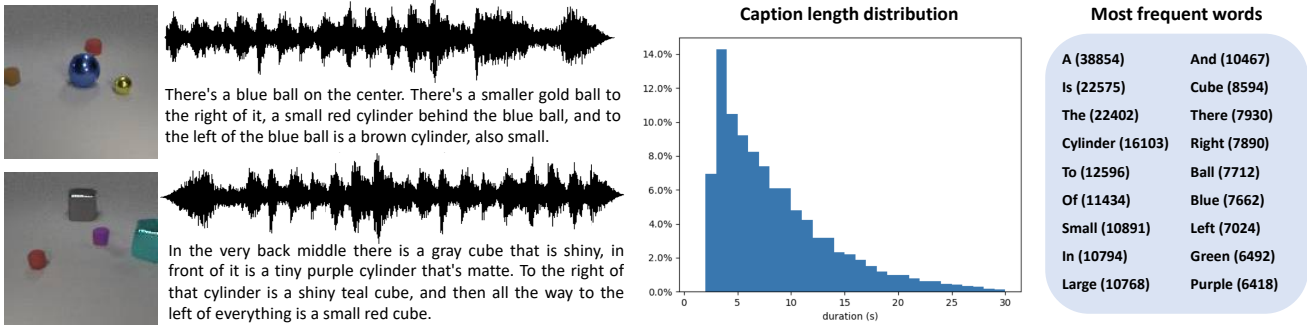 There's a blue ball on the center. There's a smaller gold ball to
the right of it, a small red cylinder behind the blue ball, and to
the left of the blue ball is a brown cylinder, also small.
In the very back middle there is a gray cube that is shiny, in
front of it is a tiny purple cylinder that's matte. To the right of
that cylinder is a shiny teal cube, and then all the way to the
left of everything is a small red cube.
Caption length distribution
14.0%
12.0%
10.0%
8.0%
6.0%
4.0%
2.0%
0.0%
0 5 10 15 20 25 30
duration (s)
Most frequent words
A (38854) And (10467)
Is (22575) Cube (8594)
The (22402) There (7930)
Cylinder (16103) Right (7890)
To (12596) Ball (7712)
Of (11434) Blue (7662)
Small (10891) Left (7024)
In (10794) Green (6492)
Large (10768) Purple (6418)